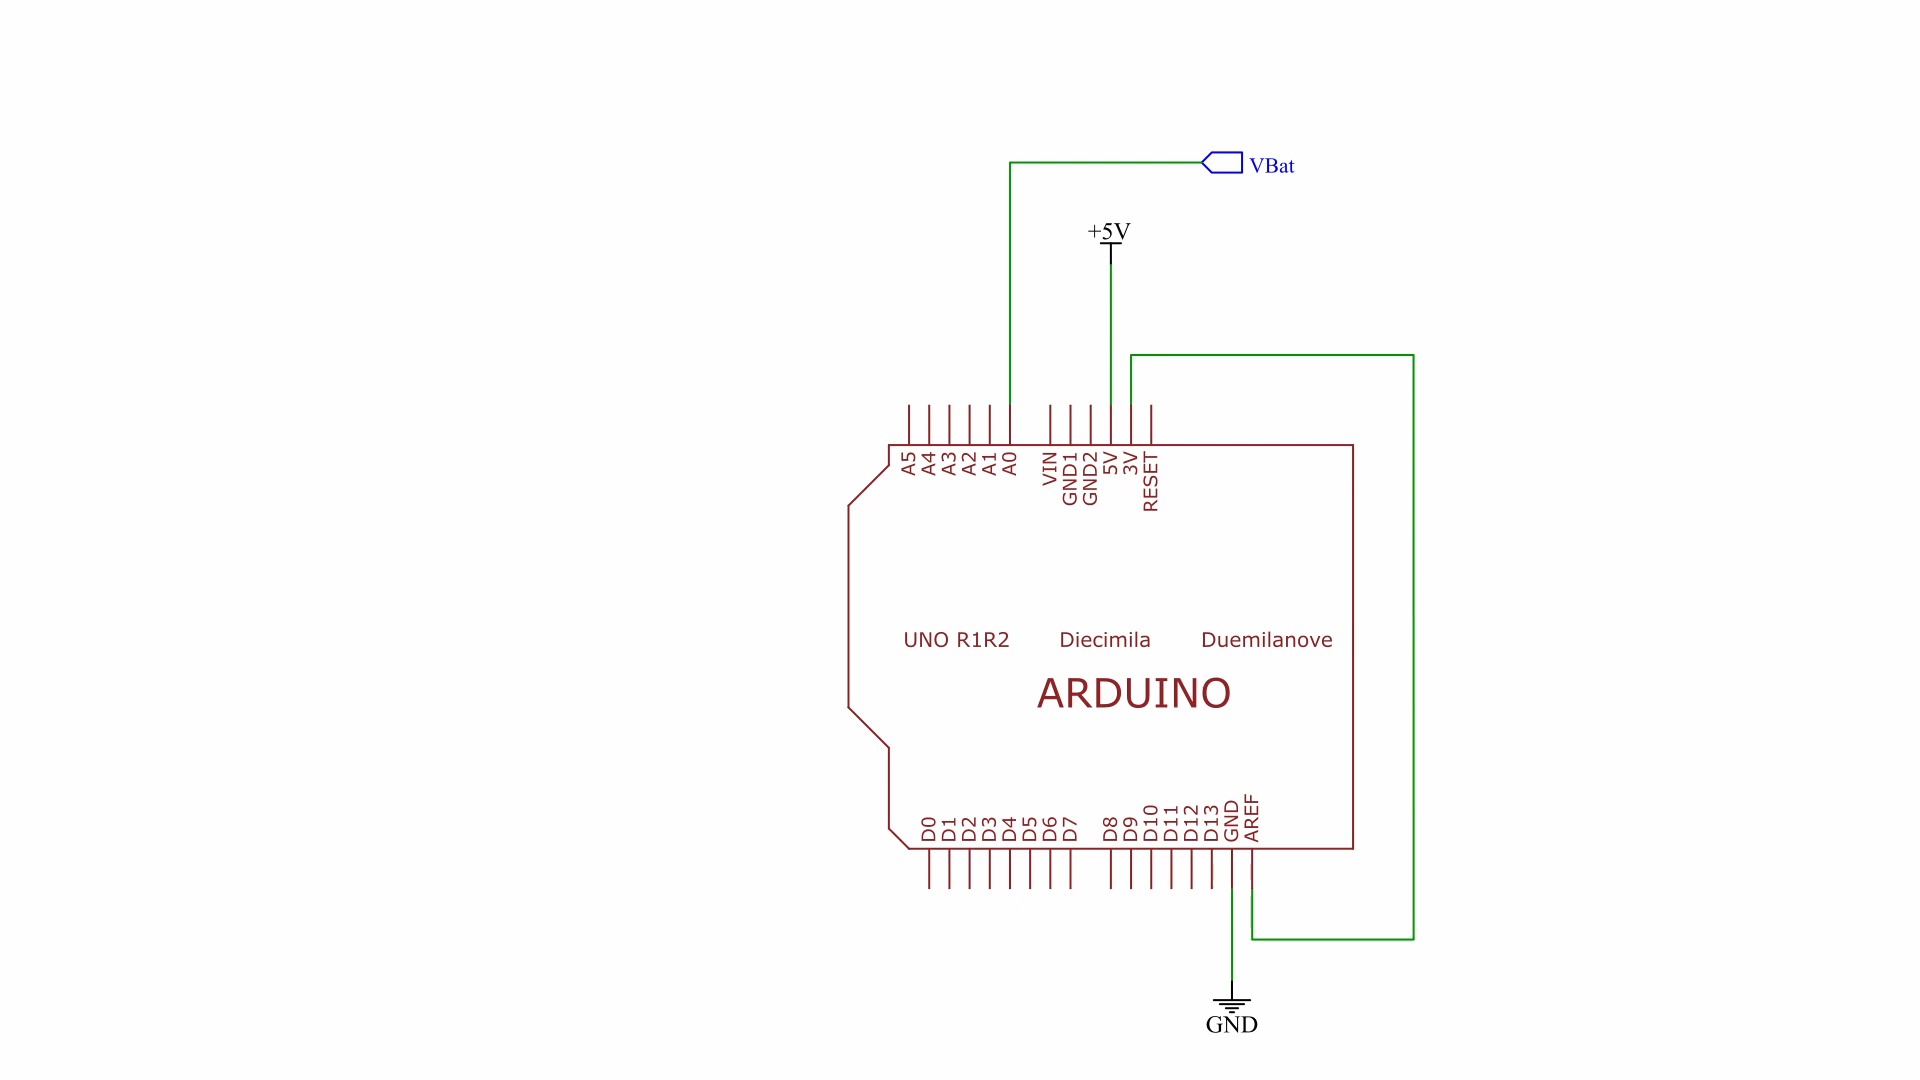 VBat
+5V
A5 A4 A3 A2 A1 A0 VIN GND1 GND2 5V 3V RESET
UNO R1R2 Diecimila Duemilanove
ARDUINO
D0 D1 D2 D3 D4 D5 D6 D7 D8 D9 D10 D11 D12 D13 GND AREF
GND